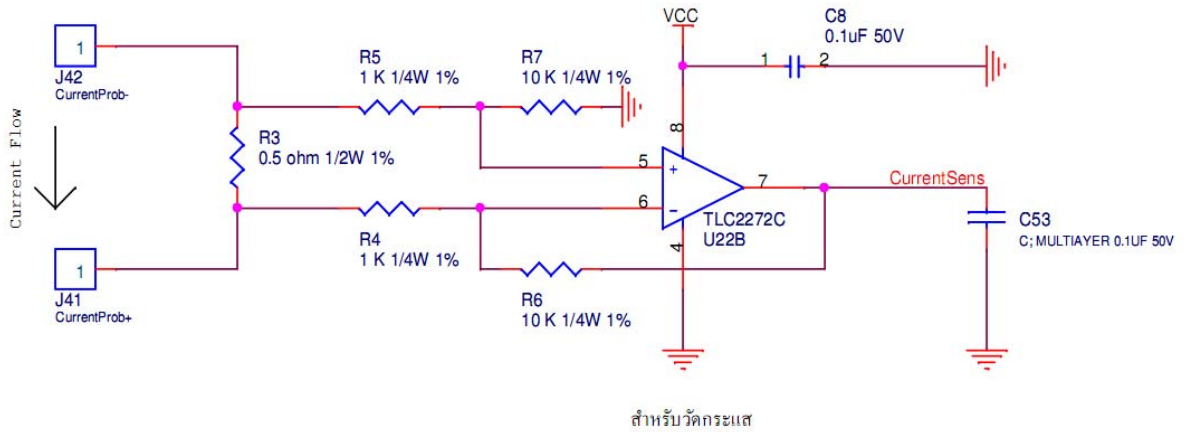 VCC
C8
0.1uF 50V
1
J42
CurrentProb-
R5
1 K 1/4W 1%
R7
10 K 1/4W 1%
1
2
8
Current Flow
R3
0.5 ohm 1/2W 1%
5
+
6
-
7
CurrentSens
TLC2272C
U22B
4
R4
1 K 1/4W 1%
C53
C; MULTIAYER 0.1UF 50V
1
J41
CurrentProb+
R6
10 K 1/4W 1%
สำหรับวัดกระแส